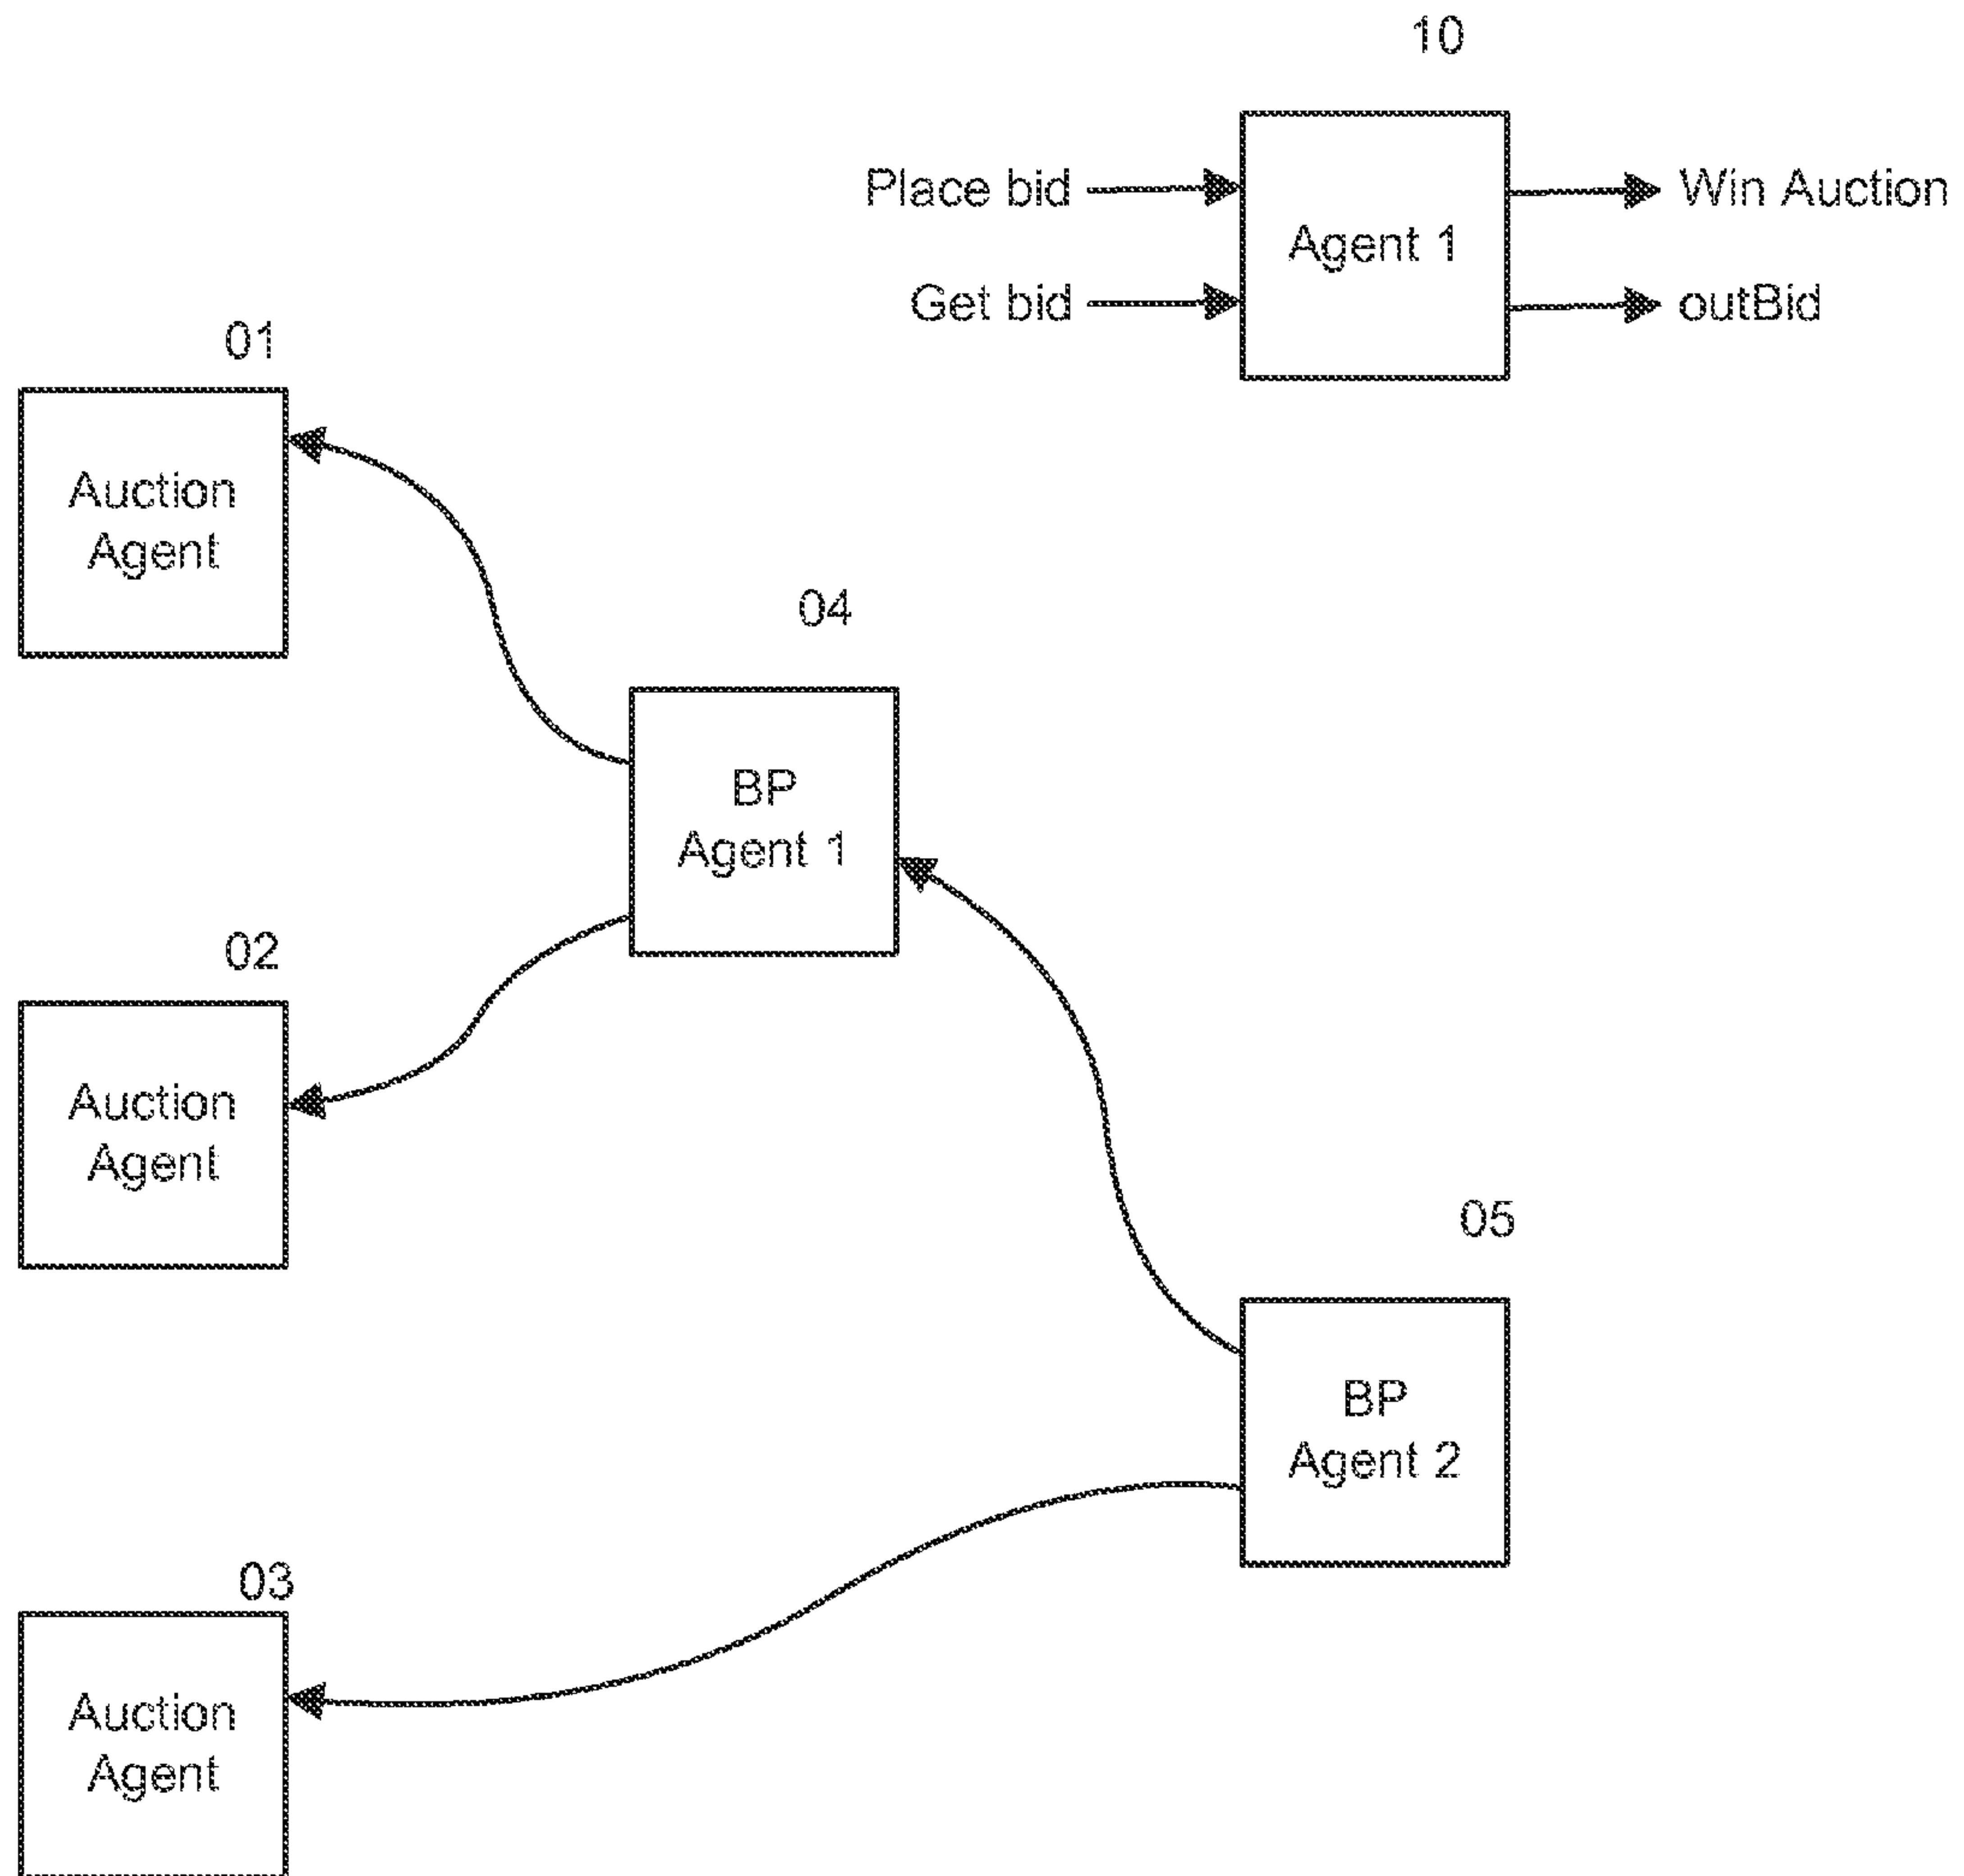 10
Place bid
Win Auction
Agent 1
Get bid
outBid
01
Auction
Agent
04
BP
Agent 1
02
Auction
Agent
05
BP
Agent 2
03
Auction
Agent